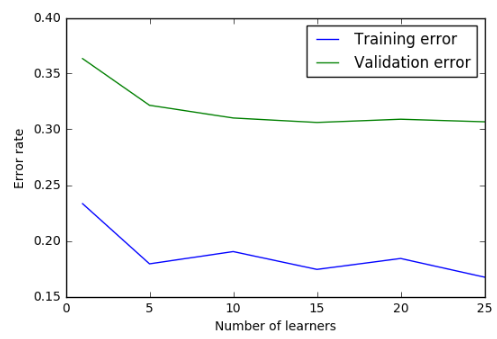 0.40
0.35
0.30
0.25
0.20
0.15
Error rate
Training error
Validation error
0 5 10 15 20 25
Number of learners